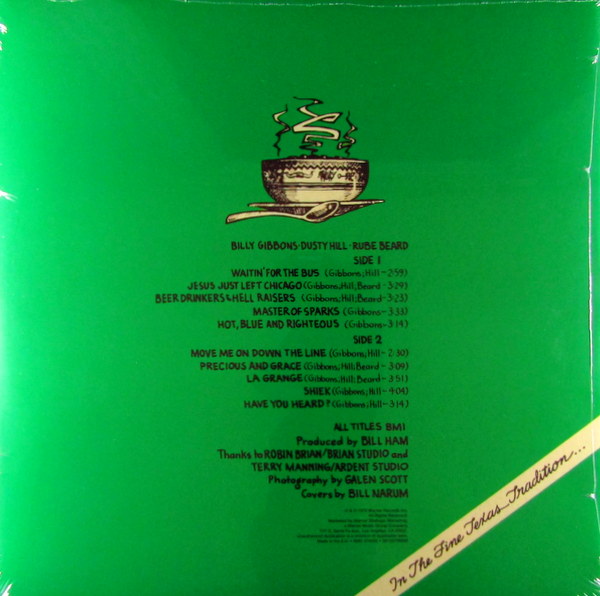 BILLY GIBBONS·DUSTY HILL·RUBE BEARD
SIDE 1
WAITIN' FOR THE BUS (Gibbons; Hill-2:59)
JESUS JUST LEFT CHICAGO (Gibbons; Hill; Beard-3:29)
BEER DRINKERS & HELL RAISERS (Gibbons; Hill; Beard-3:23)
MASTER OF SPARKS (Gibbons-3:33)
HOT, BLUE AND RIGHTEOUS (Gibbons-3:14)
SIDE 2
MOVE ME ON DOWN THE LINE (Gibbons; Hill-2:30)
PRECIOUS AND GRACE (Gibbons; Hill; Beard-3:09)
LA GRANGE (Gibbons; Hill; Beard-3:51)
SHIEK (Gibbons; Hill-4:04)
HAVE YOU HEARD? (Gibbons; Hill-3:14)
ALL TITLES BMI
Produced by BILL HAM
Thanks to ROBIN BRIAN/BRIAN STUDIO and
TERRY MANNING/ARDENT STUDIO
Photography by GALEN SCOTT
Covers by BILL NARUM
In The Fine Texas Tradition...